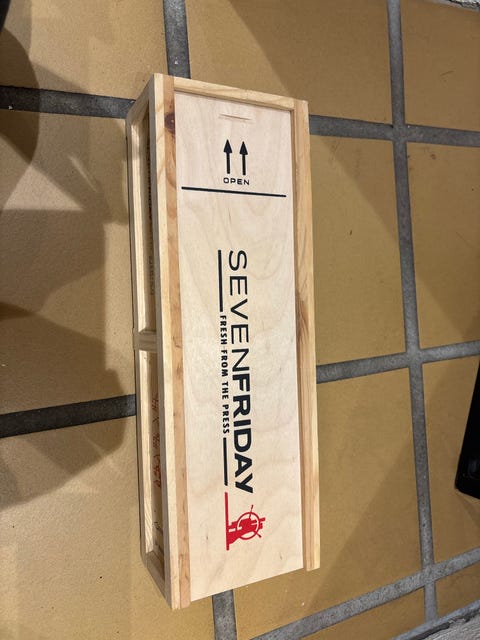 OPEN
SEVENFRIDAY
FRESH FROM THE PRESS